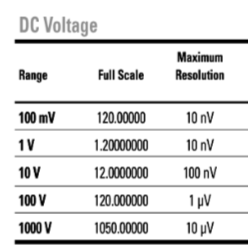 DC Voltage
Maximum
Range Full Scale Resolution
100 mV 120.00000 10 nV
1 V 1.20000000 10 nV
10 V 12.0000000 100 nV
100 V 120.000000 1 µV
1000 V 1050.00000 10 µV